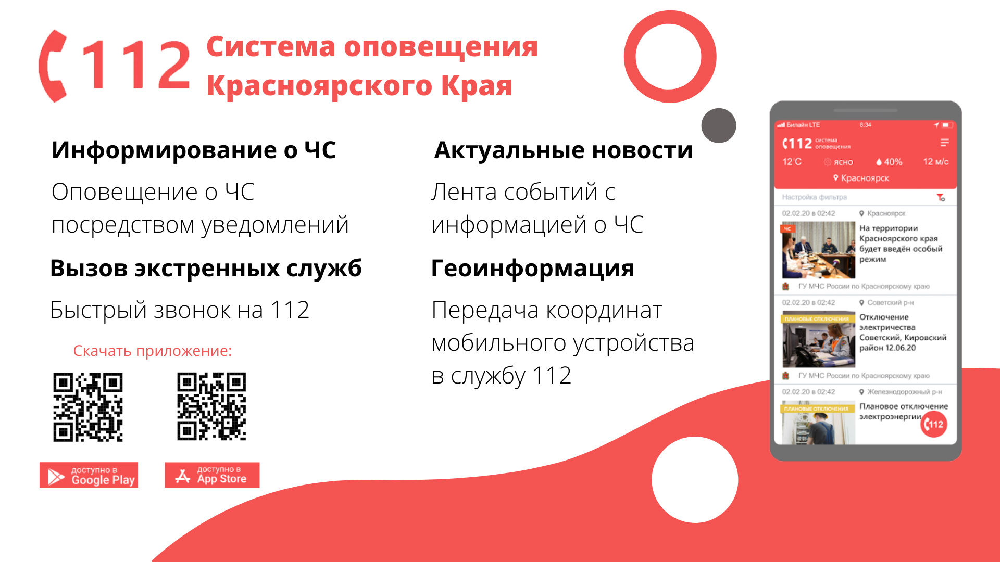 112
Система оповещения
Красноярского Края
Информирование о ЧС
Оповещение о ЧС
посредством уведомлений
Вызов экстренных служб
Быстрый звонок на 112
Актуальные новости
Лента событий с
информацией о ЧС
Геоинформация
Передача координат
мобильного устройства
в службу 112
Скачать приложение:
доступно в
Google Play
доступно в
App Store
Билайн LTE 8:34
112 система
оповещения
12°C ясно 40% 12 м/с
Красноярск
Настройка фильтра
02.02.20 в 02:42 Красноярск
ЧС
На территории
Красноярского края
будет введён особый
режим
ГУ МЧС России по Красноярскому краю
02.02.20 в 02:42 Советский р-н
ПЛАНОВЫЕ ОТКЛЮЧЕНИЯ
Отключение
электричества
Советский, Кировский
район 12.06.20
ГУ МЧС России по Красноярскому краю
02.02.20 в 02:42 Железнодорожный р-н
ПЛАНОВЫЕ ОТКЛЮЧЕНИЯ
Плановое отключение
электроэнергии
112